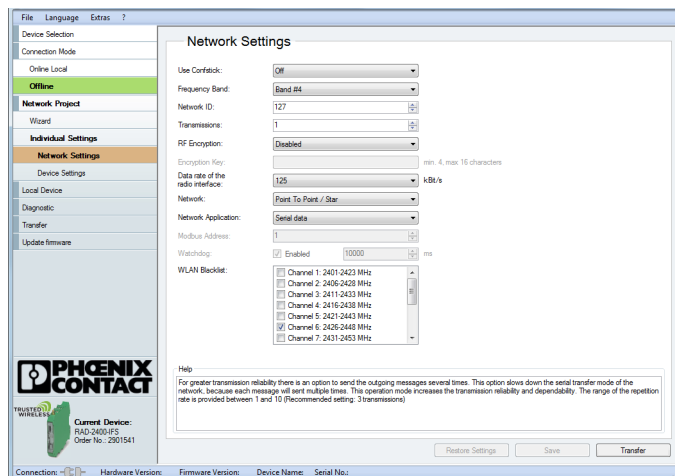 File Language Extras ?
Device Selection
Connection Mode
Online Local
Offline
Network Project
Wizard
Individual Settings
Network Settings
Device Settings
Local Device
Diagnostic
Transfer
Update firmware
PHŒNIX
CONTACT
TRUSTED
WIRELESS
Current Device:
RAD-2400-IFS
Order No.: 2901541
Network Settings
Use Confstick: Off
Frequency Band: Band #4
Network ID: 127
Transmissions: 1
RF Encryption: Disabled
Encryption Key: min. 4, max 16 characters
Data rate of the
radio interface: 125 kBit/s
Network: Point To Point / Star
Network Application: Serial data
Modbus Address: 1
Watchdog: Enabled 10000 ms
WLAN Blacklist:
Channel 1: 2401-2423 MHz
Channel 2: 2406-2428 MHz
Channel 3: 2411-2433 MHz
Channel 4: 2416-2438 MHz
Channel 5: 2421-2443 MHz
Channel 6: 2426-2448 MHz
Channel 7: 2431-2453 MHz
Help
For greater transmission reliability there is an option to send the outgoing messages several times. This option slows down the serial transfer mode of the
network, because each message will sent multiple times. This operation mode increases the transmission reliability and dependability. The range of the repetition
rate is provided between 1 and 10 (Recommended setting: 3 transmissions)
Restore Settings Save Transfer
Connection: Hardware Version: Firmware Version: Device Name: Serial No.: